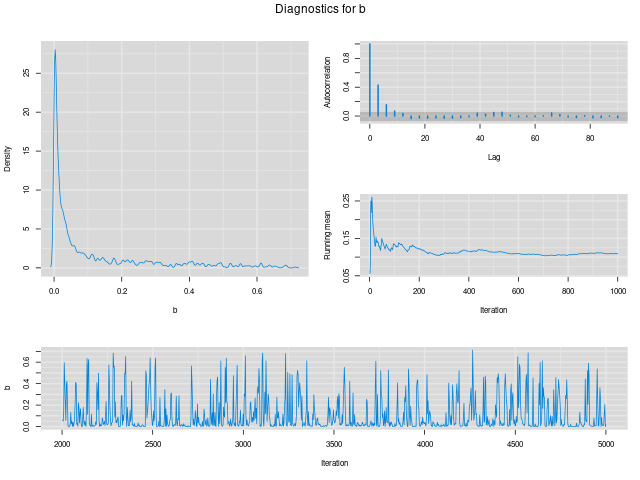 Diagnostics for b
Density
0 5 10 15 20 25
0.0 0.2 0.4 0.6
b
Autocorrelation
0.0 0.4 0.8
0 20 40 60 80
Lag
Running mean
0.05 0.15 0.25
0 200 400 600 800 1000
Iteration
b
0.0 0.2 0.4 0.6
2000 2500 3000 3500 4000 4500 5000
Iteration